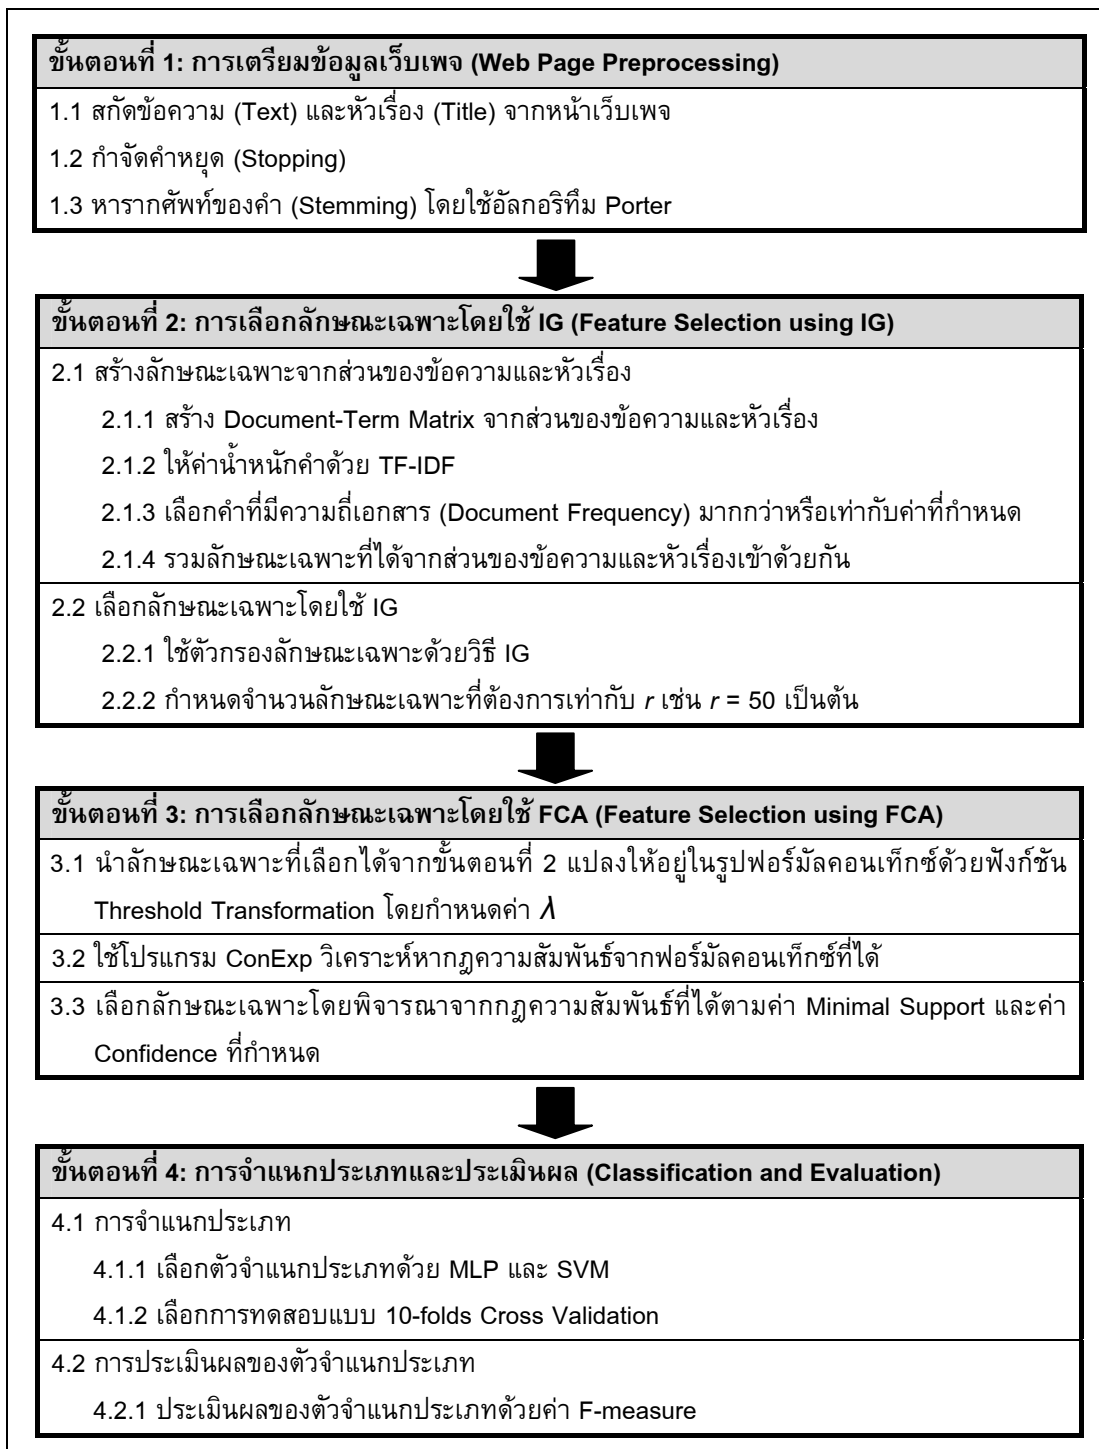 ขั้นตอนที่ 1: การเตรียมข้อมูลเว็บเพจ (Web Page Preprocessing)
1.1 สกัดข้อความ (Text) และหัวเรื่อง (Title) จากหน้าเว็บเพจ
1.2 กำจัดคำหยุด (Stopping)
1.3 หารากศัพท์ของคำ (Stemming) โดยใช้อัลกอริทึม Porter
ขั้นตอนที่ 2: การเลือกลักษณะเฉพาะโดยใช้ IG (Feature Selection using IG)
2.1 สร้างลักษณะเฉพาะจากส่วนของข้อความและหัวเรื่อง
2.1.1 สร้าง Document-Term Matrix จากส่วนของข้อความและหัวเรื่อง
2.1.2 ให้ค่าน้ำหนักคำด้วย TF-IDF
2.1.3 เลือกคำที่มีความถี่เอกสาร (Document Frequency) มากกว่าหรือเท่ากับค่าที่กำหนด
2.1.4 รวมลักษณะเฉพาะที่ได้จากส่วนของข้อความและหัวเรื่องเข้าด้วยกัน
2.2 เลือกลักษณะเฉพาะโดยใช้ IG
2.2.1 ใช้ตัวกรองลักษณะเฉพาะด้วยวิธี IG
2.2.2 กำหนดจำนวนลักษณะเฉพาะที่ต้องการเท่ากับ r เช่น r = 50 เป็นต้น
ขั้นตอนที่ 3: การเลือกลักษณะเฉพาะโดยใช้ FCA (Feature Selection using FCA)
3.1 นำลักษณะเฉพาะที่เลือกได้จากขั้นตอนที่ 2 แปลงให้อยู่ในรูปฟอร์มัลคอนเท็กซ์ด้วยฟังก์ชัน
Threshold Transformation โดยกำหนดค่า λ
3.2 ใช้โปรแกรม ConExp วิเคราะห์หากฎความสัมพันธ์จากฟอร์มัลคอนเท็กซ์ที่ได้
3.3 เลือกลักษณะเฉพาะโดยพิจารณาจากกฎความสัมพันธ์ที่ได้ตามค่า Minimal Support และค่า
Confidence ที่กำหนด
ขั้นตอนที่ 4: การจำแนกประเภทและประเมินผล (Classification and Evaluation)
4.1 การจำแนกประเภท
4.1.1 เลือกตัวจำแนกประเภทด้วย MLP และ SVM
4.1.2 เลือกการทดสอบแบบ 10-folds Cross Validation
4.2 การประเมินผลของตัวจำแนกประเภท
4.2.1 ประเมินผลของตัวจำแนกประเภทด้วยค่า F-measure